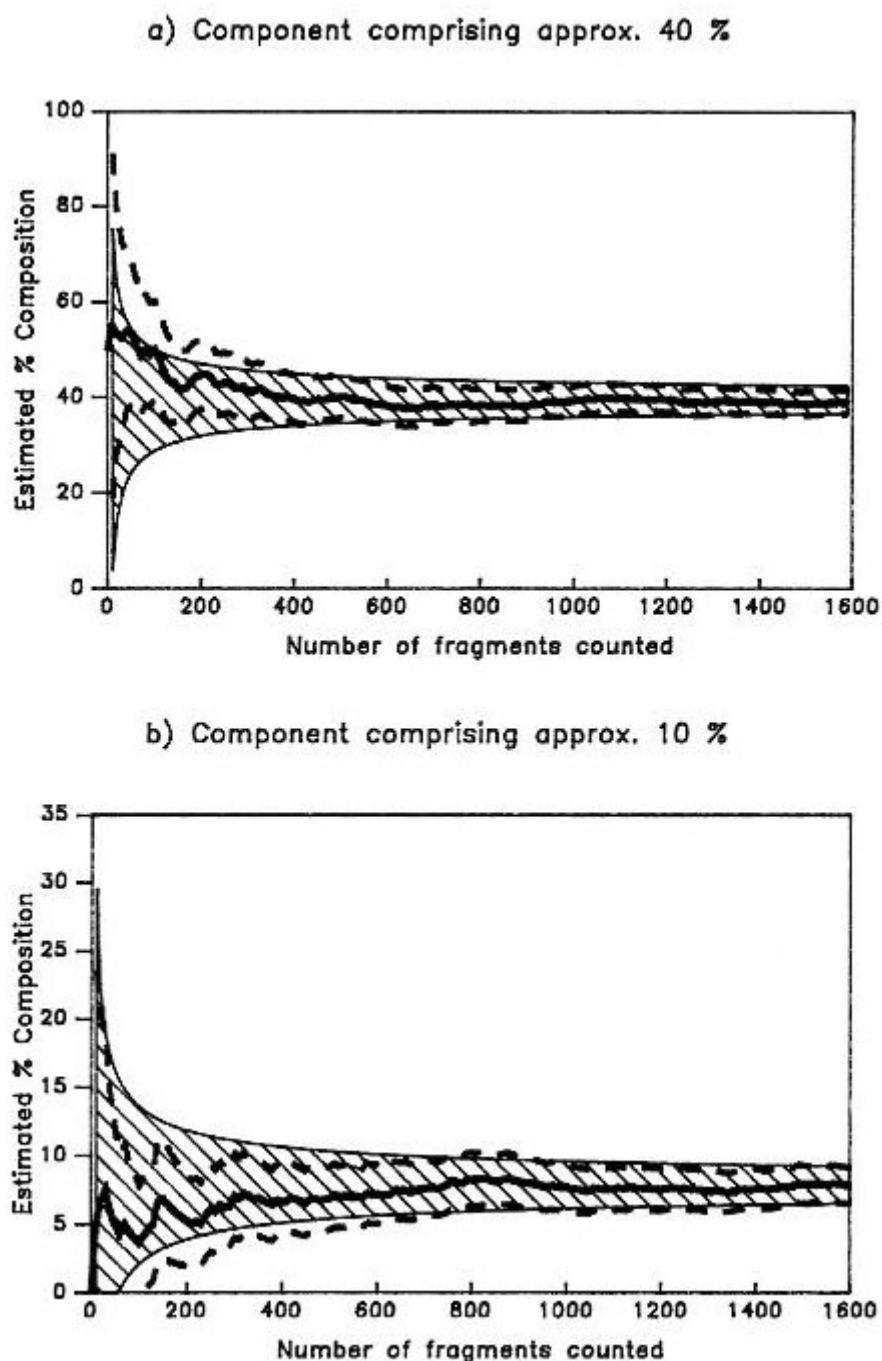 a) Component comprising approx. 40 %
100
80
60
40
20
0
Estimated % Composition
0 200 400 600 800 1000 1200 1400 1600
Number of fragments counted
b) Component comprising approx. 10 %
35
30
25
20
15
10
5
0
Estimated % Composition
0 200 400 600 800 1000 1200 1400 1600
Number of fragments counted